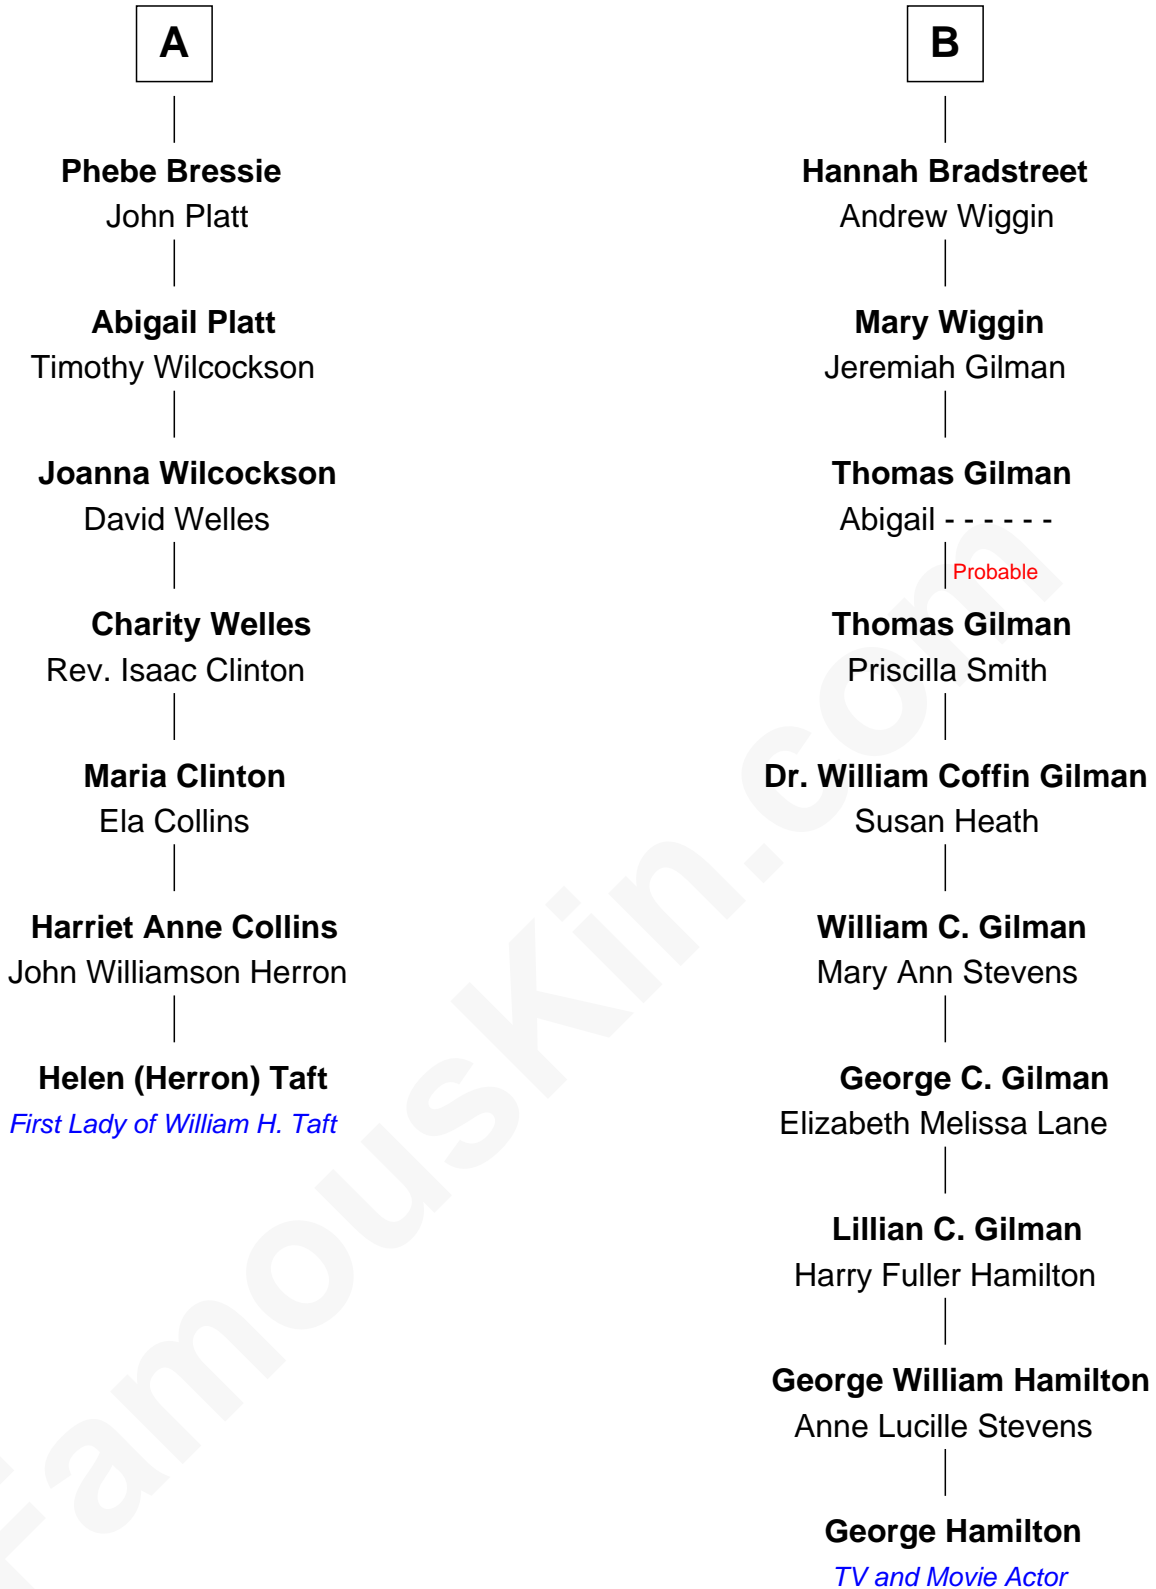 A
Phebe Bressie
John Platt
Abigail Platt
Timothy Wilcockson
Joanna Wilcockson
David Welles
Charity Welles
Rev. Isaac Clinton
Maria Clinton
Ela Collins
Harriet Anne Collins
John Williamson Herron
Helen (Herron) Taft
First Lady of William H. Taft
B
Hannah Bradstreet
Andrew Wiggin
Mary Wiggin
Jeremiah Gilman
Thomas Gilman
Abigail - - - - - -
Probable
Thomas Gilman
Priscilla Smith
Dr. William Coffin Gilman
Susan Heath
William C. Gilman
Mary Ann Stevens
George C. Gilman
Elizabeth Melissa Lane
Lillian C. Gilman
Harry Fuller Hamilton
George William Hamilton
Anne Lucille Stevens
George Hamilton
TV and Movie Actor
FamousKin.com